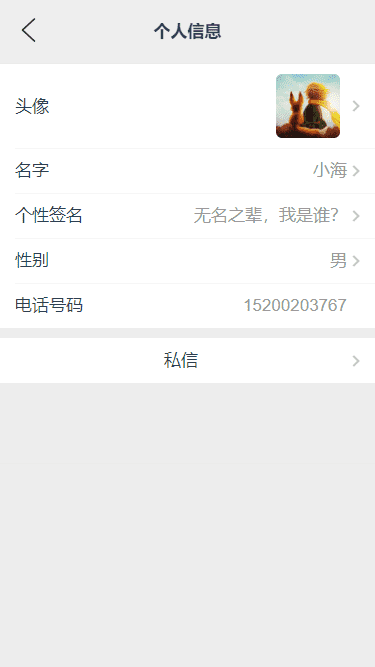 个人信息
头像
名字 小海
个性签名 无名之辈，我是谁？
性别 男
电话号码 15200203767
私信